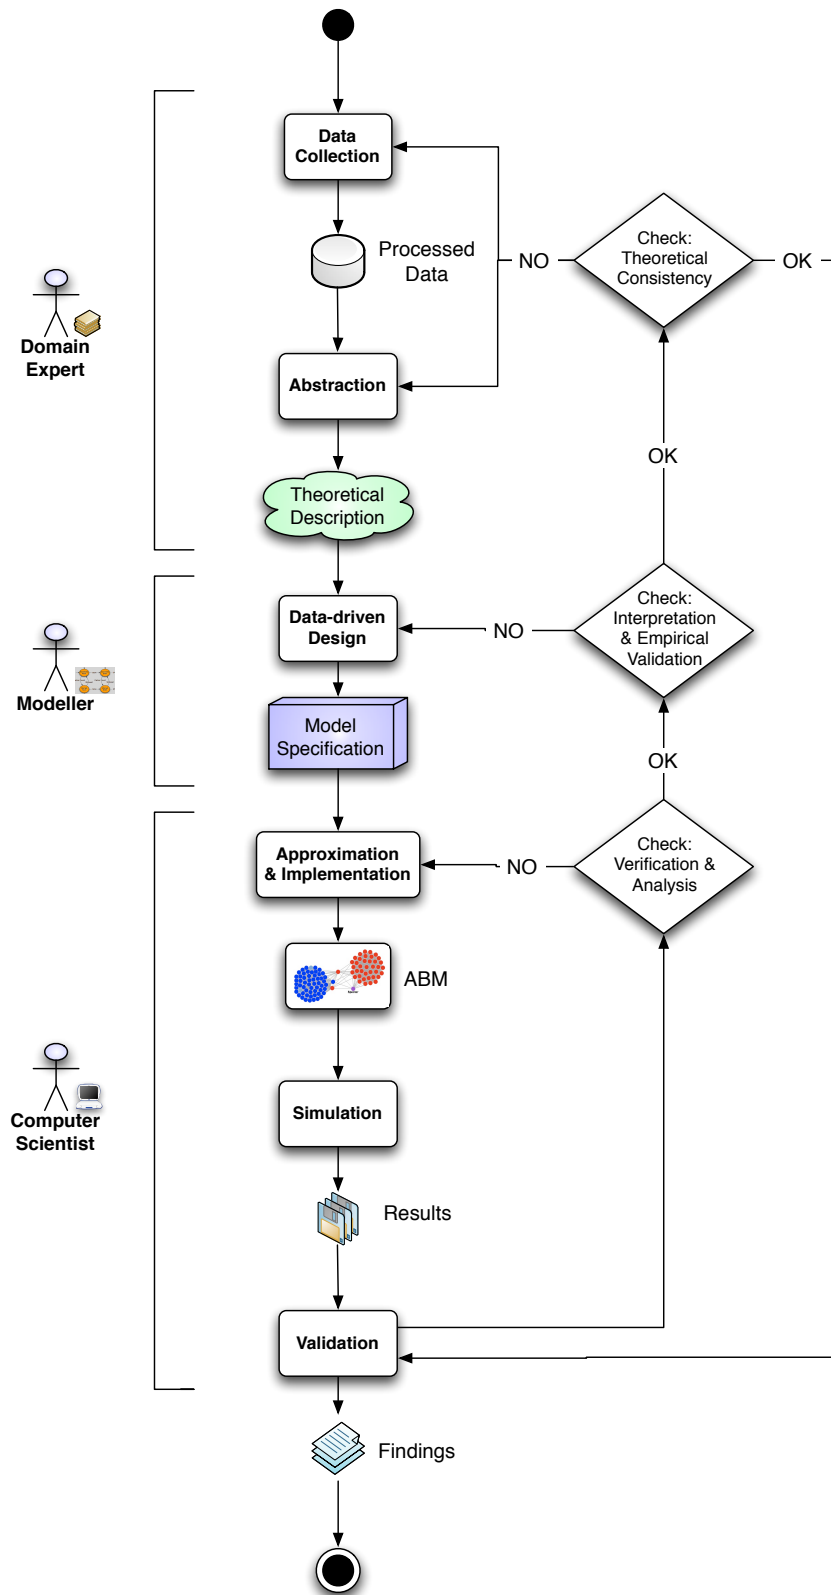 Data
Collection
Processed
Data
Check:
Theoretical
Consistency
NO
OK
Domain
Expert
Abstraction
OK
Theoretical
Description
Data-driven
Design
NO
Check:
Interpretation
& Empirical
Validation
Modeller
Model
Specification
OK
Approximation
& Implementation
NO
Check:
Verification &
Analysis
ABM
Computer
Scientist
Simulation
Results
Validation
Findings